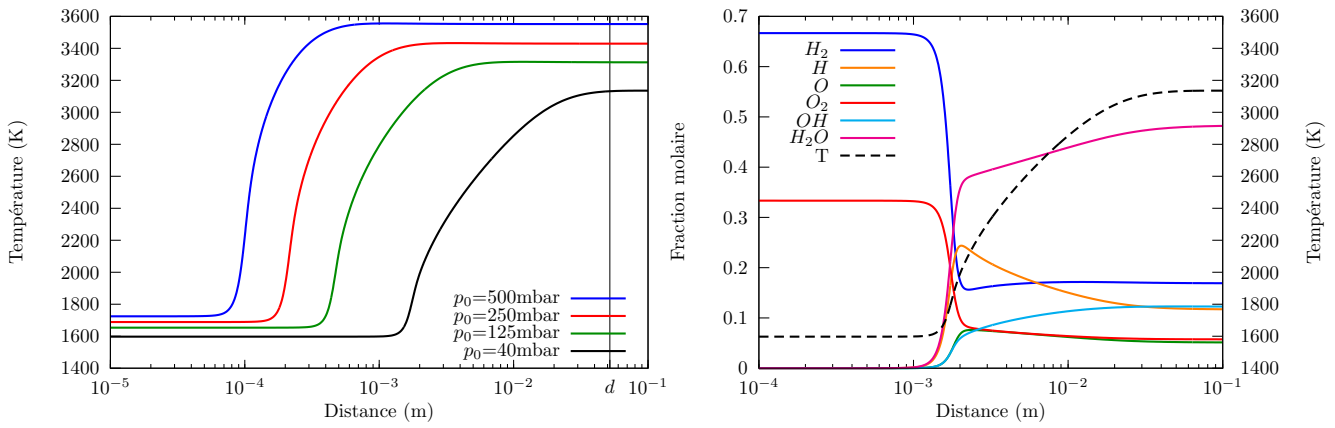 3600
3400
3200
3000
2800
2600
2400
2200
2000
1800
1600
1400
Température (K)
p₀=500mbar
p₀=250mbar
p₀=125mbar
p₀=40mbar
10⁻⁵
10⁻⁴
10⁻³
10⁻²
d
10⁻¹
Distance (m)
0.7
0.6
0.5
0.4
0.3
0.2
0.1
0
Fraction molaire
H₂
H
O
O₂
OH
H₂O
T
10⁻⁴
10⁻³
10⁻²
10⁻¹
Distance (m)
3600
3400
3200
3000
2800
2600
2400
2200
2000
1800
1600
1400
Température (K)